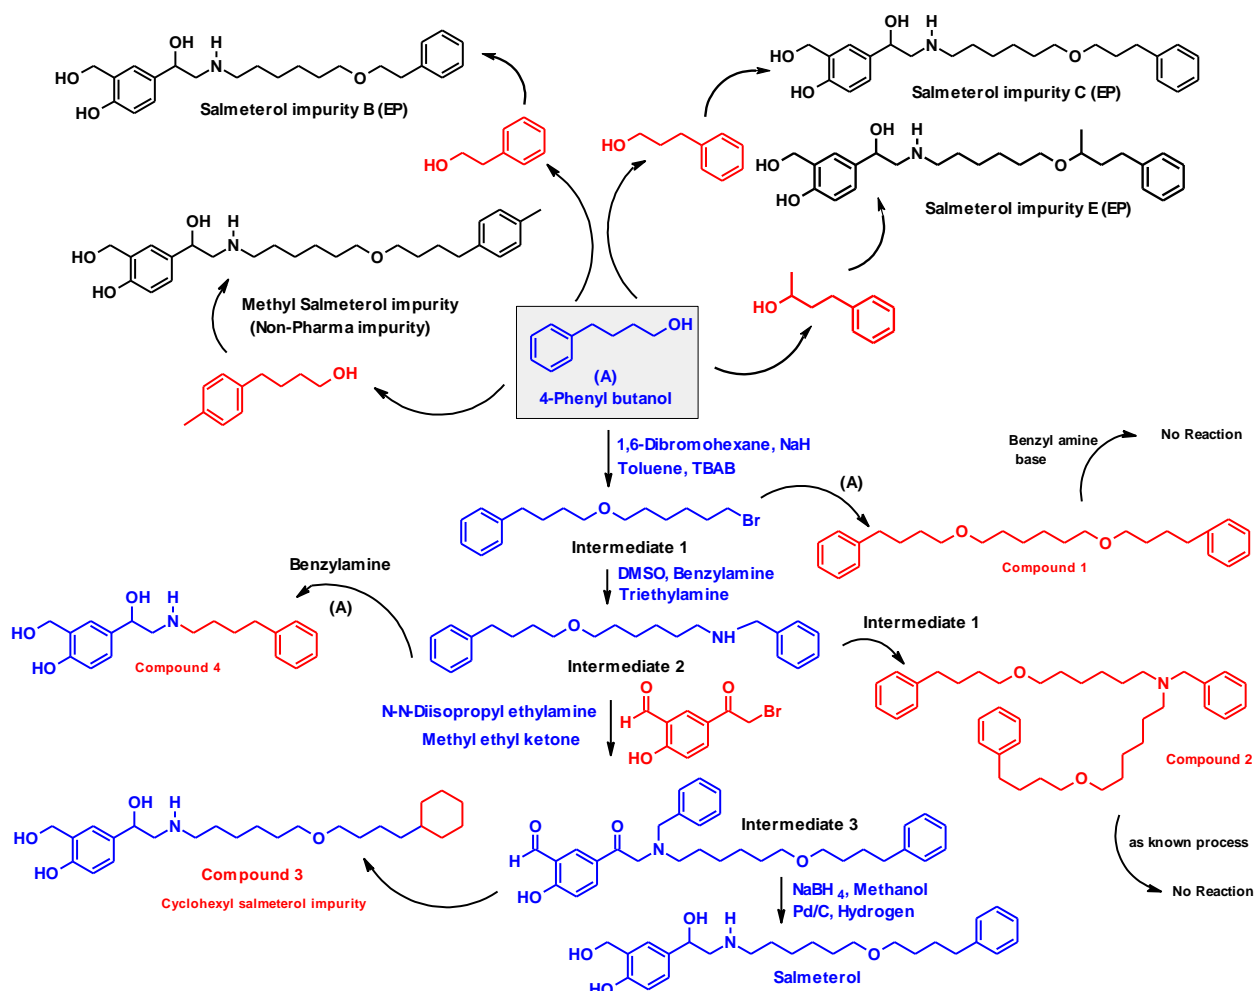 OH
H
N
HO
HO
O
Salmeterol impurity B (EP)
OH
H
N
HO
HO
O
Salmeterol impurity C (EP)
HO
HO
OH
H
N
HO
HO
O
Salmeterol impurity E (EP)
OH
H
N
HO
HO
O
Methyl Salmeterol impurity
(Non-Pharma impurity)
HO
OH
OH
(A)
4-Phenyl butanol
1,6-Dibromohexane, NaH
Toluene, TBAB
Benzyl amine
base
No Reaction
O
Br
Intermediate 1
(A)
O
O
Compound 1
DMSO, Benzylamine
Triethylamine
Benzylamine
(A)
OH
H
N
HO
HO
Compound 4
O
NH
Intermediate 2
Intermediate 1
O
N
O
Compound 2
N-N-Diisopropyl ethylamine
Methyl ethyl ketone
O
O
H
Br
HO
as known process
No Reaction
OH
H
N
HO
HO
O
Compound 3
Cyclohexyl salmeterol impurity
O
O
H
N
O
HO
Intermediate 3
NaBH4, Methanol
Pd/C, Hydrogen
OH
H
N
HO
HO
O
Salmeterol